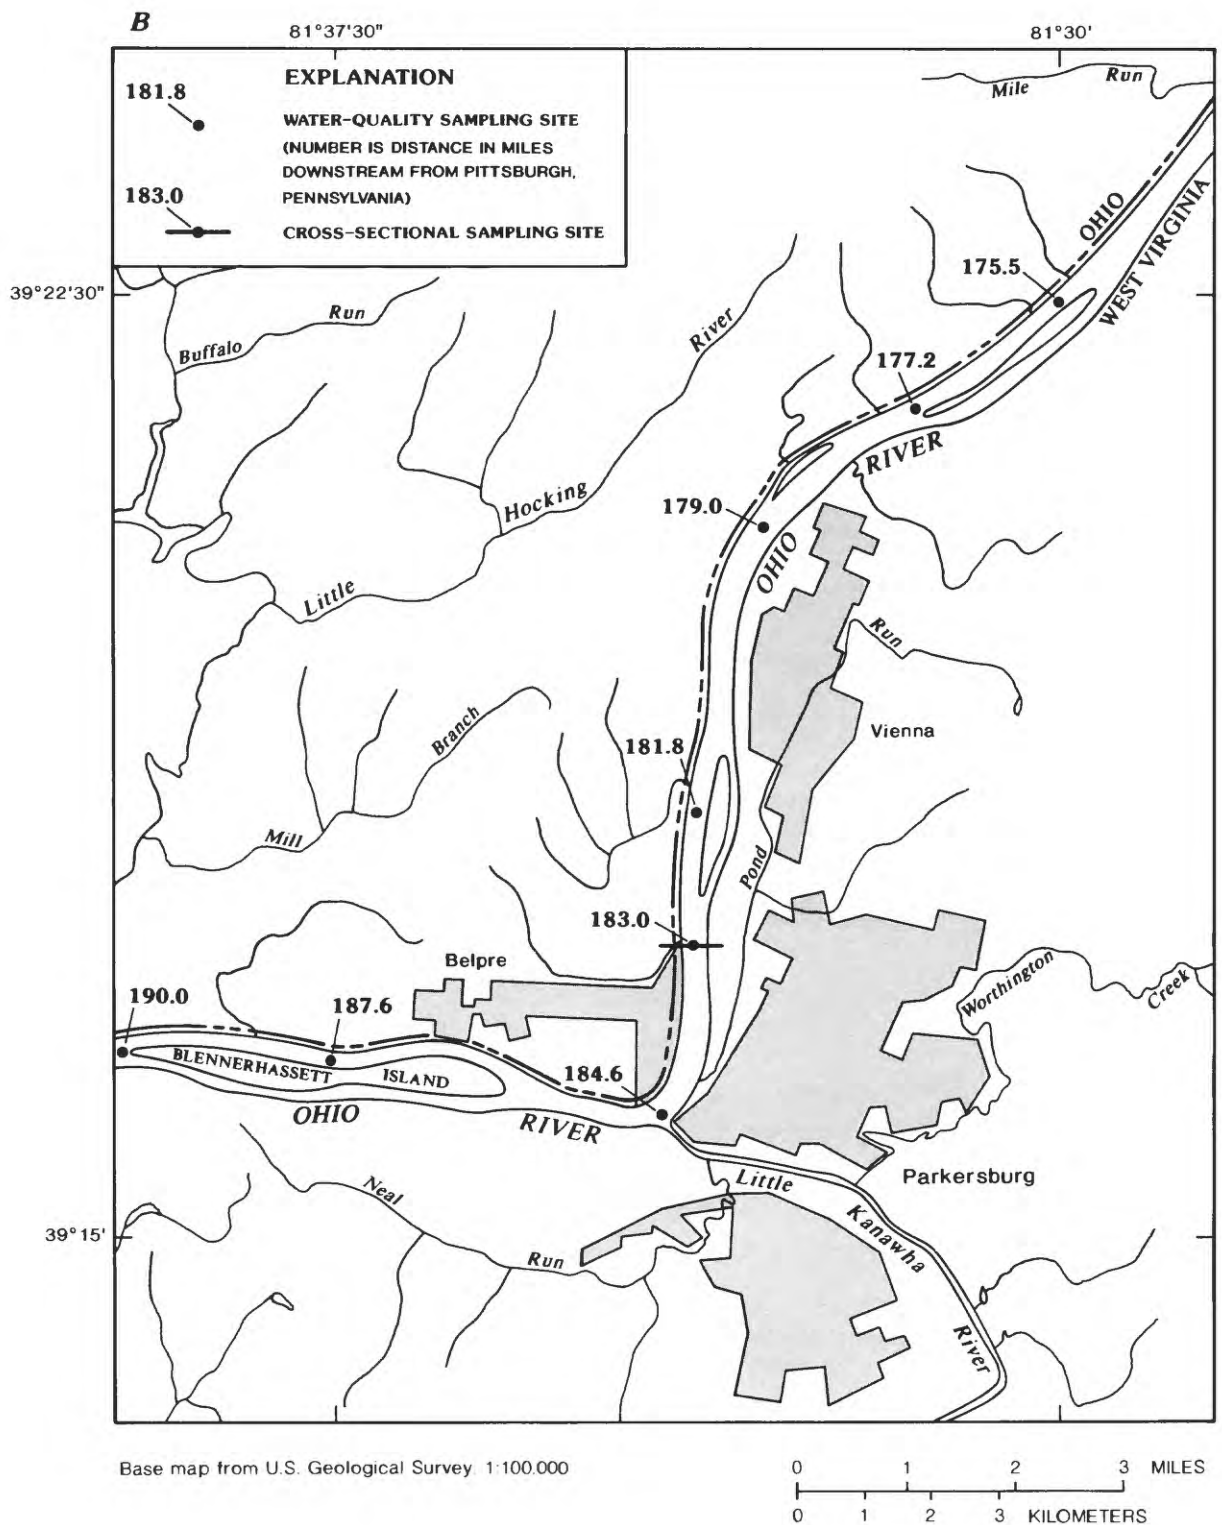 B
81°37'30"
81°30'
EXPLANATION
181.8
WATER-QUALITY SAMPLING SITE
(NUMBER IS DISTANCE IN MILES
DOWNSTREAM FROM PITTSBURGH,
PENNSYLVANIA)
183.0
CROSS-SECTIONAL SAMPLING SITE
Mile Run
OHIO
WEST VIRGINIA
175.5
39°22'30"
Buffalo Run
177.2
OHIO RIVER
179.0
Little Hocking River
Run
Vienna
181.8
Mill Branch
Pond
183.0
Belpre
Worthington Creek
190.0
187.6
BLENNERHASSETT ISLAND
184.6
OHIO RIVER
Parkersburg
Neal Run
Little Kanawha River
39°15'
Base map from U.S. Geological Survey. 1:100.000
0 1 2 3 MILES
0 1 2 3 KILOMETERS